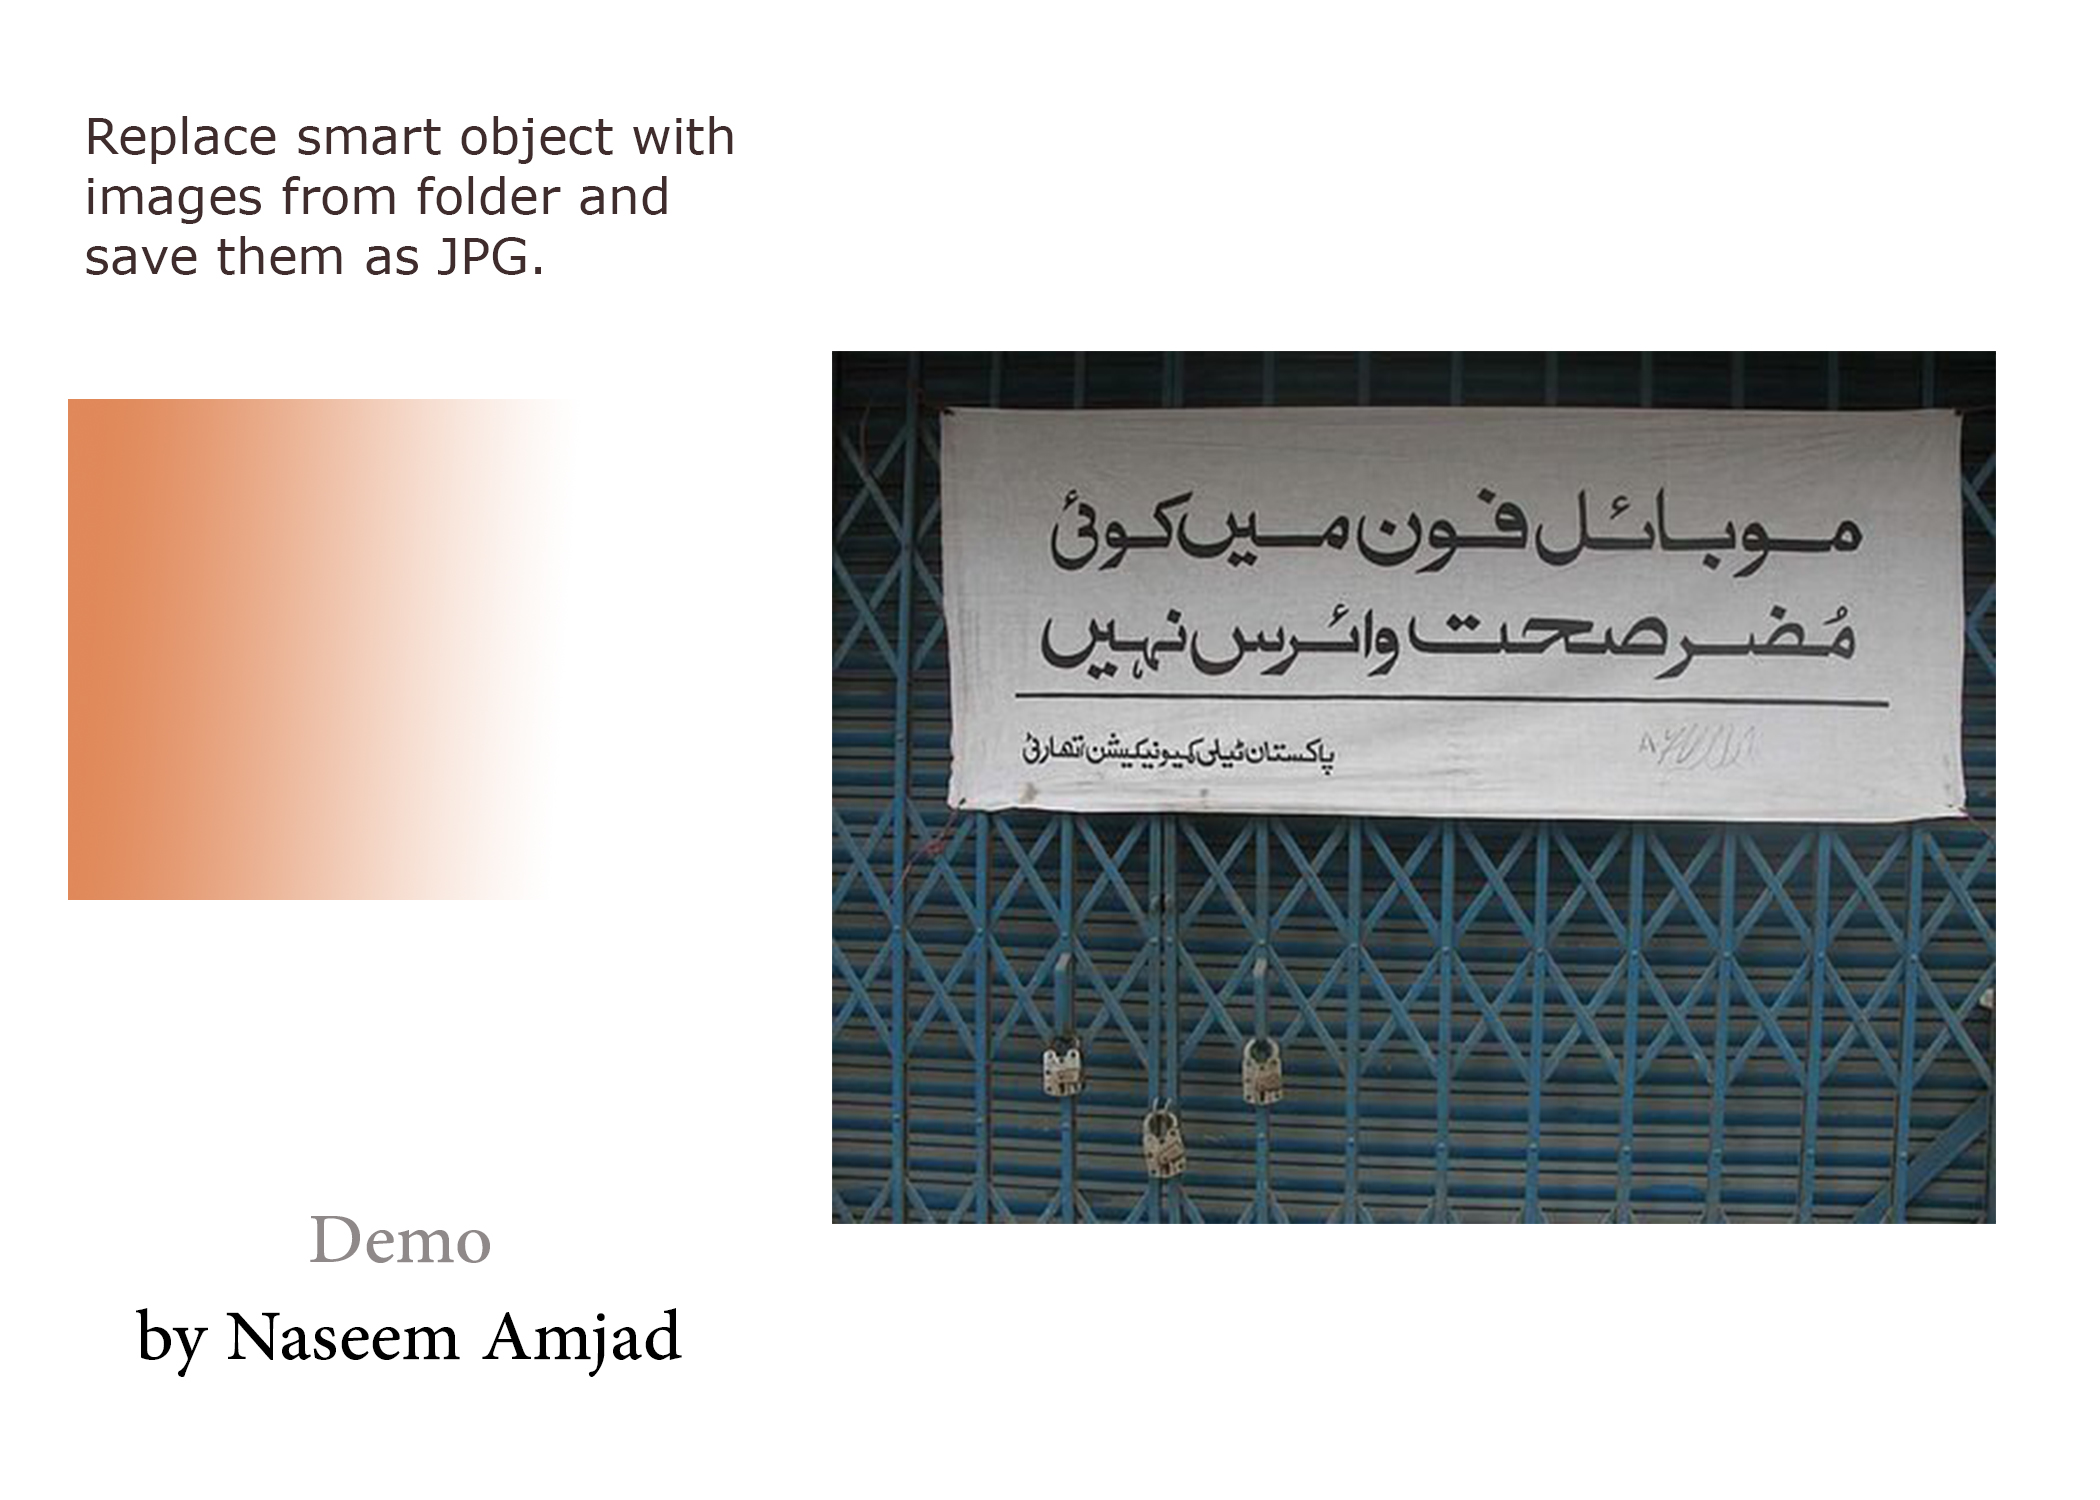 Replace smart object with
images from folder and
save them as JPG.
موبائل فون میں کوئی
مُضر صحت وائرس نہیں
پاکستان ٹیلی کمیونیکیشن اتھارٹی
Demo
by Naseem Amjad